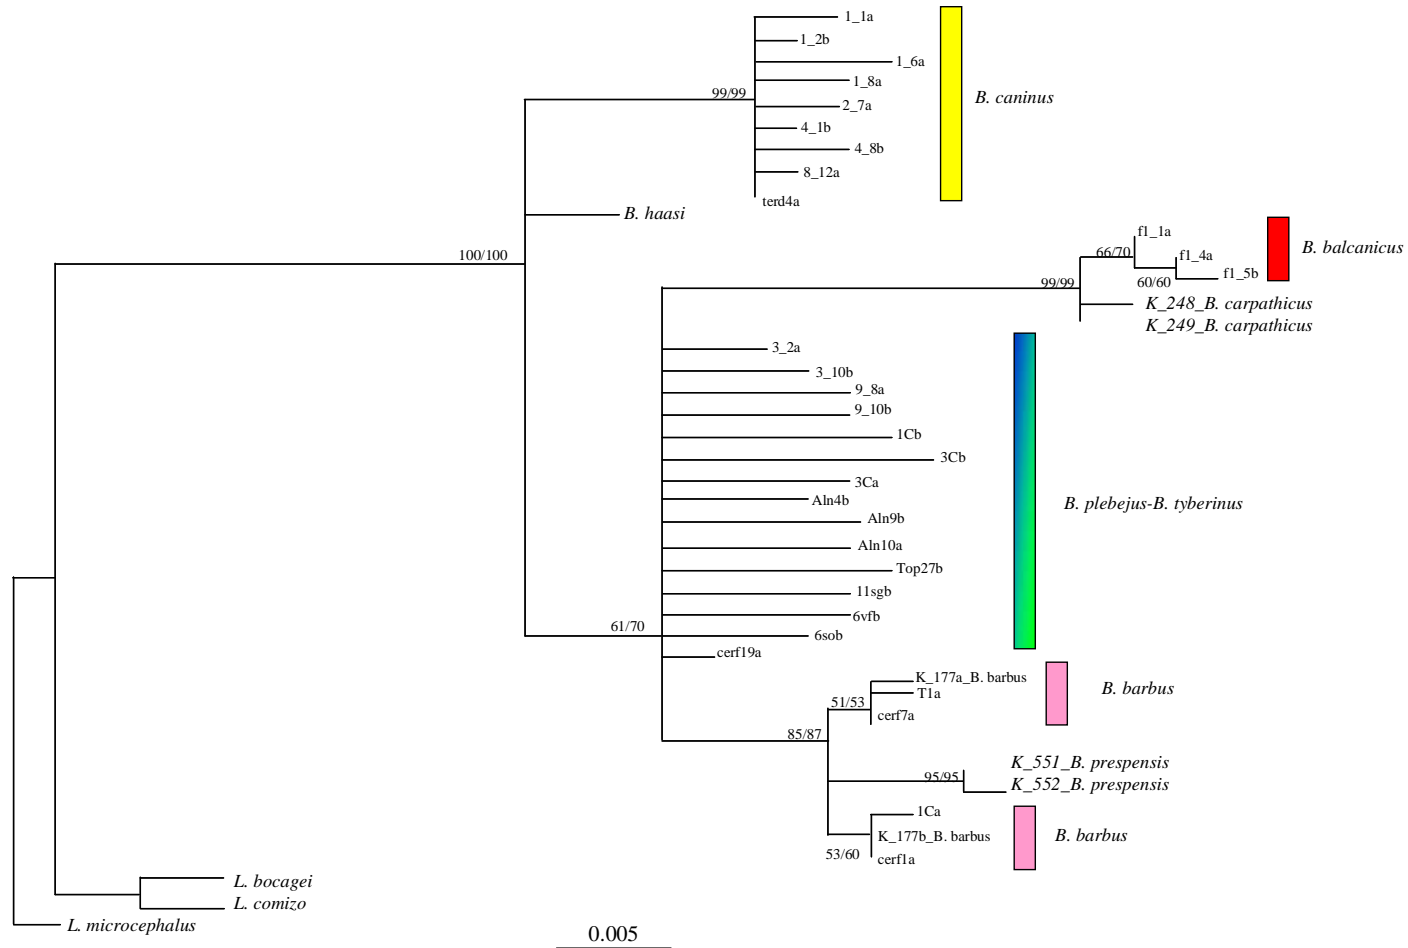 1_1a
1_2b
1_6a
1_8a
99/99
2_7a
B. caninus
4_1b
4_8b
8_12a
terd4a
B. haasi
f1_1a
B. balcanicus
66/70
f1_4a
100/100
f1_5b
99/99
60/60
K_248_B. carpathicus
K_249_B. carpathicus
3_2a
3_10b
9_8a
9_10b
1Cb
3Cb
3Ca
Aln4b
B. plebejus-B. tyberinus
Aln9b
Aln10a
Top27b
11sgb
6vfb
61/70
6sob
cerf19a
K_177a_B. barbus
B. barbus
T1a
51/53
cerf7a
85/87
K_551_B. prespensis
95/95
K_552_B. prespensis
1Ca
K_177b_B. barbus
B. barbus
53/60
cerf1a
L. bocagei
L. comizo
L. microcephalus
0.005